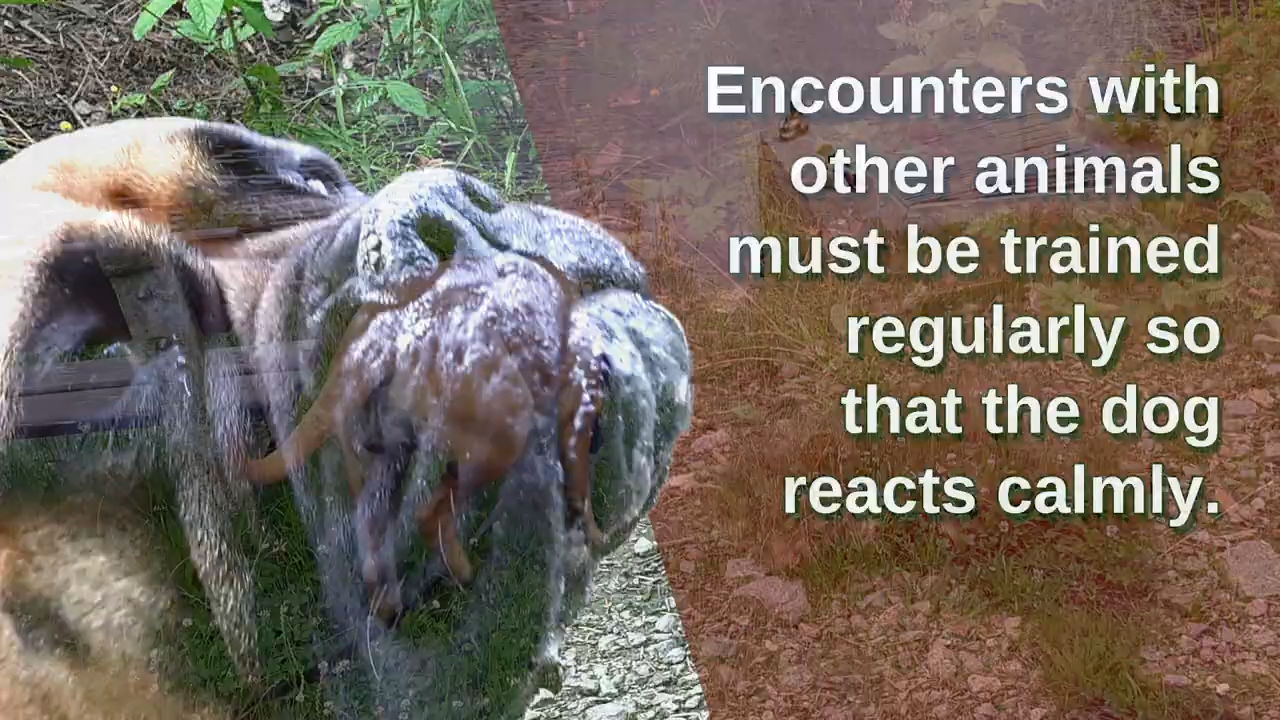 Encounters with
other animals
must be trained
regularly so
that the dog
reacts calmly.